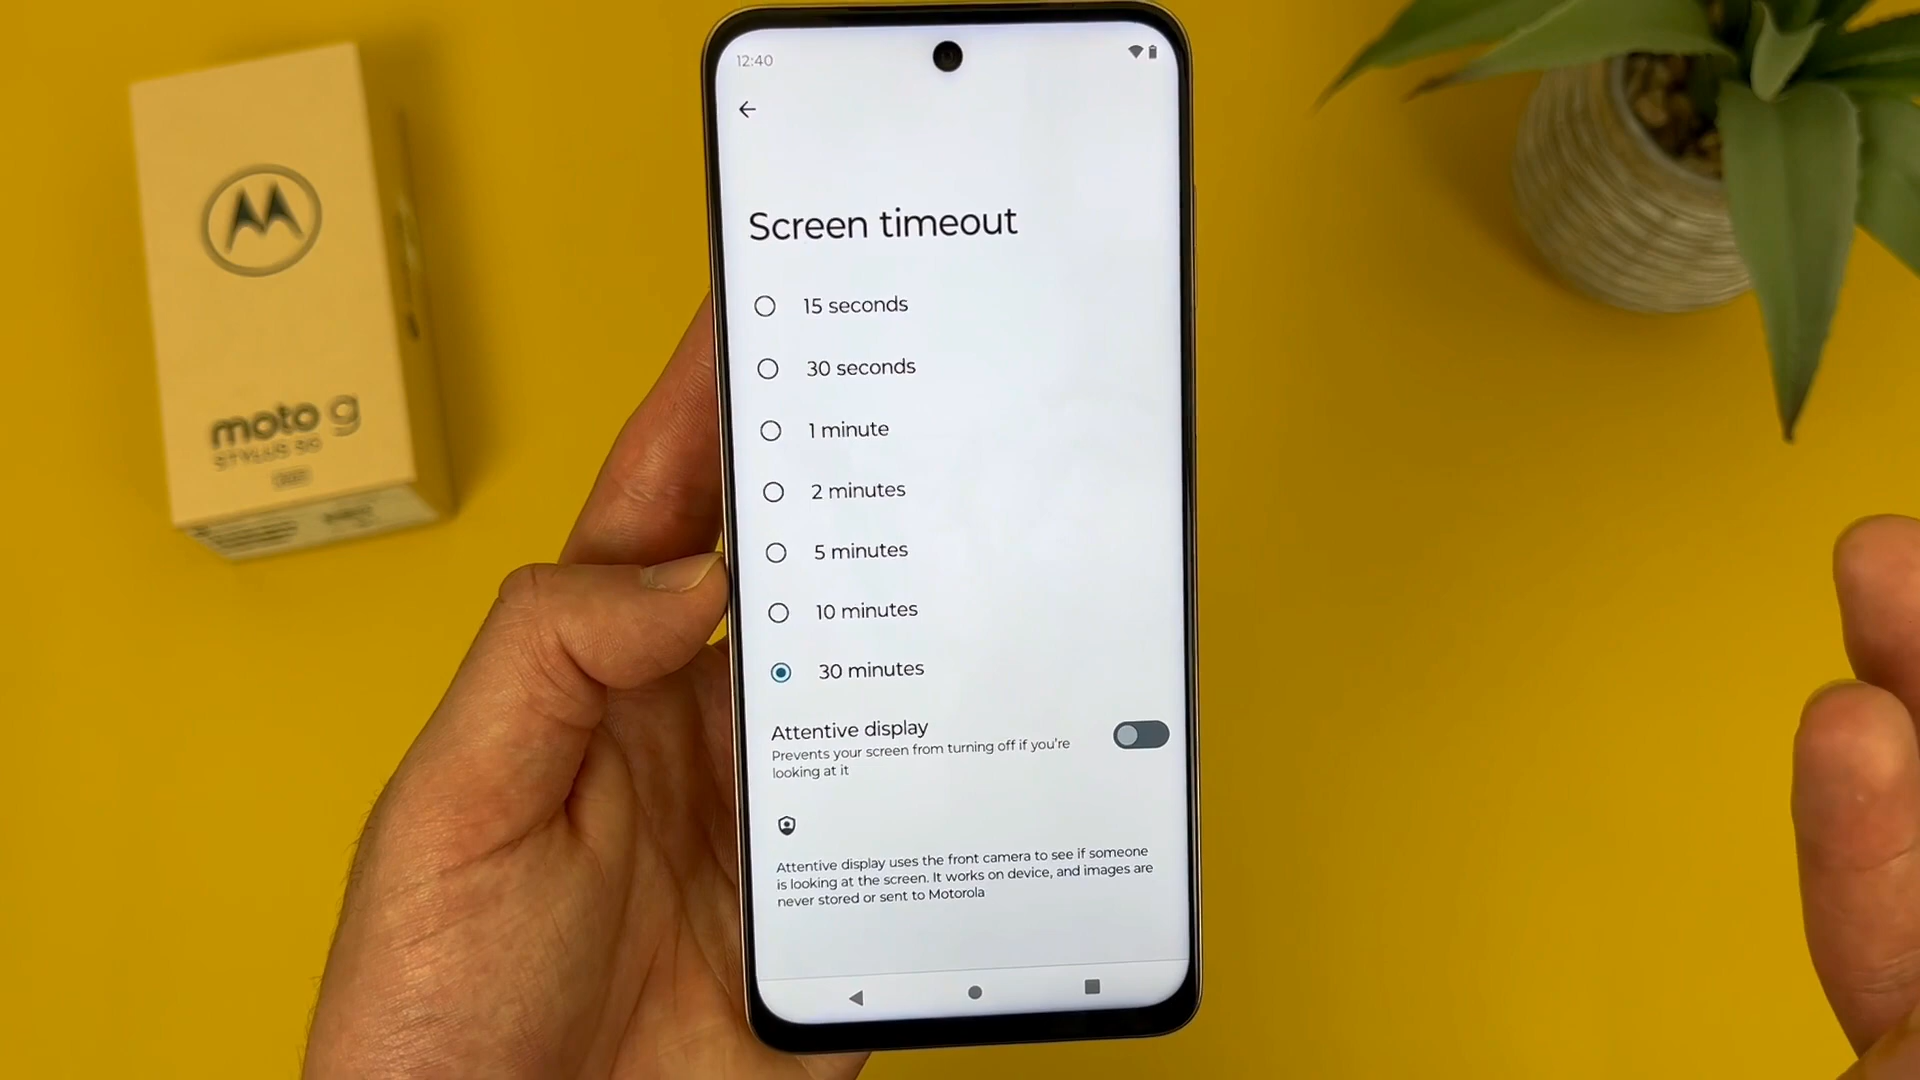 12:40
Screen timeout
15 seconds
30 seconds
1 minute
2 minutes
5 minutes
10 minutes
30 minutes
Attentive display
Prevents your screen from turning off if you're
looking at it
Attentive display uses the front camera to see if someone
is looking at the screen. It works on device, and images are
never stored or sent to Motorola
moto g
STYLUS 5G